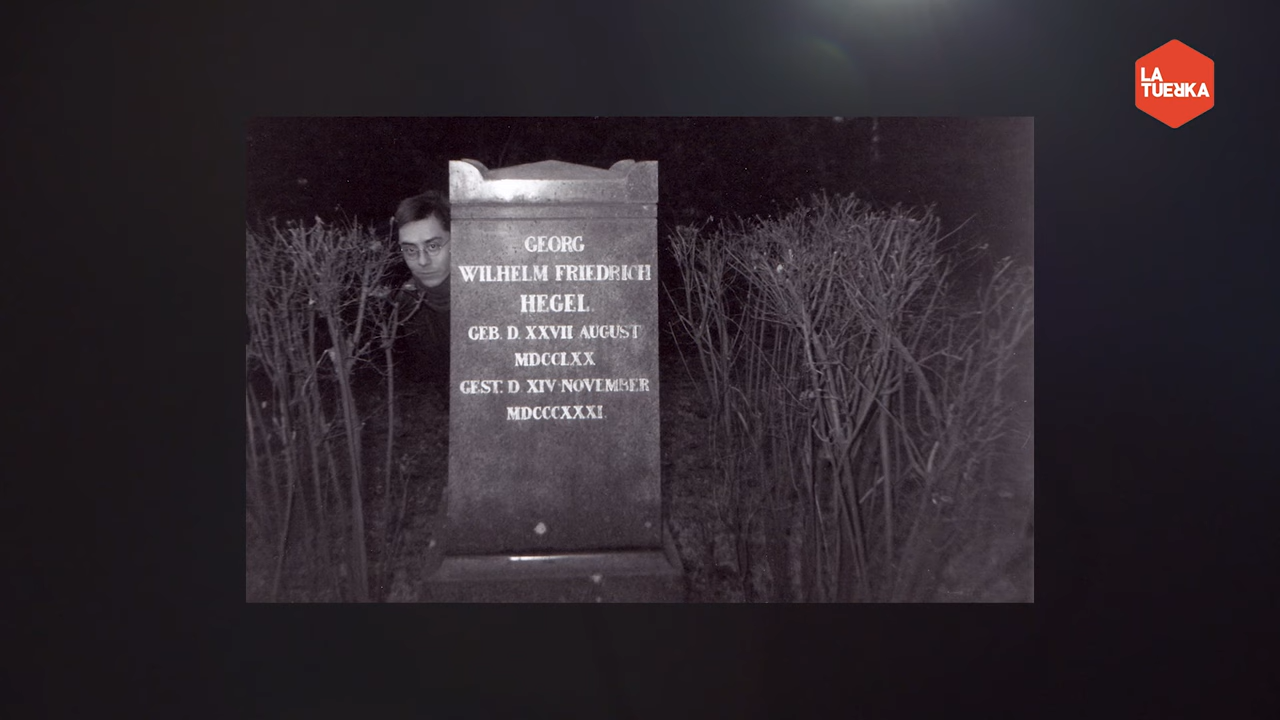 LA
TUERKA
GEORG
WILHELM FRIEDRICH
HEGEL.
GEB. D. XXVII AUGUST
MDCCLXX
GEST. D. XIV NOVEMBER
MDCCCXXXI.